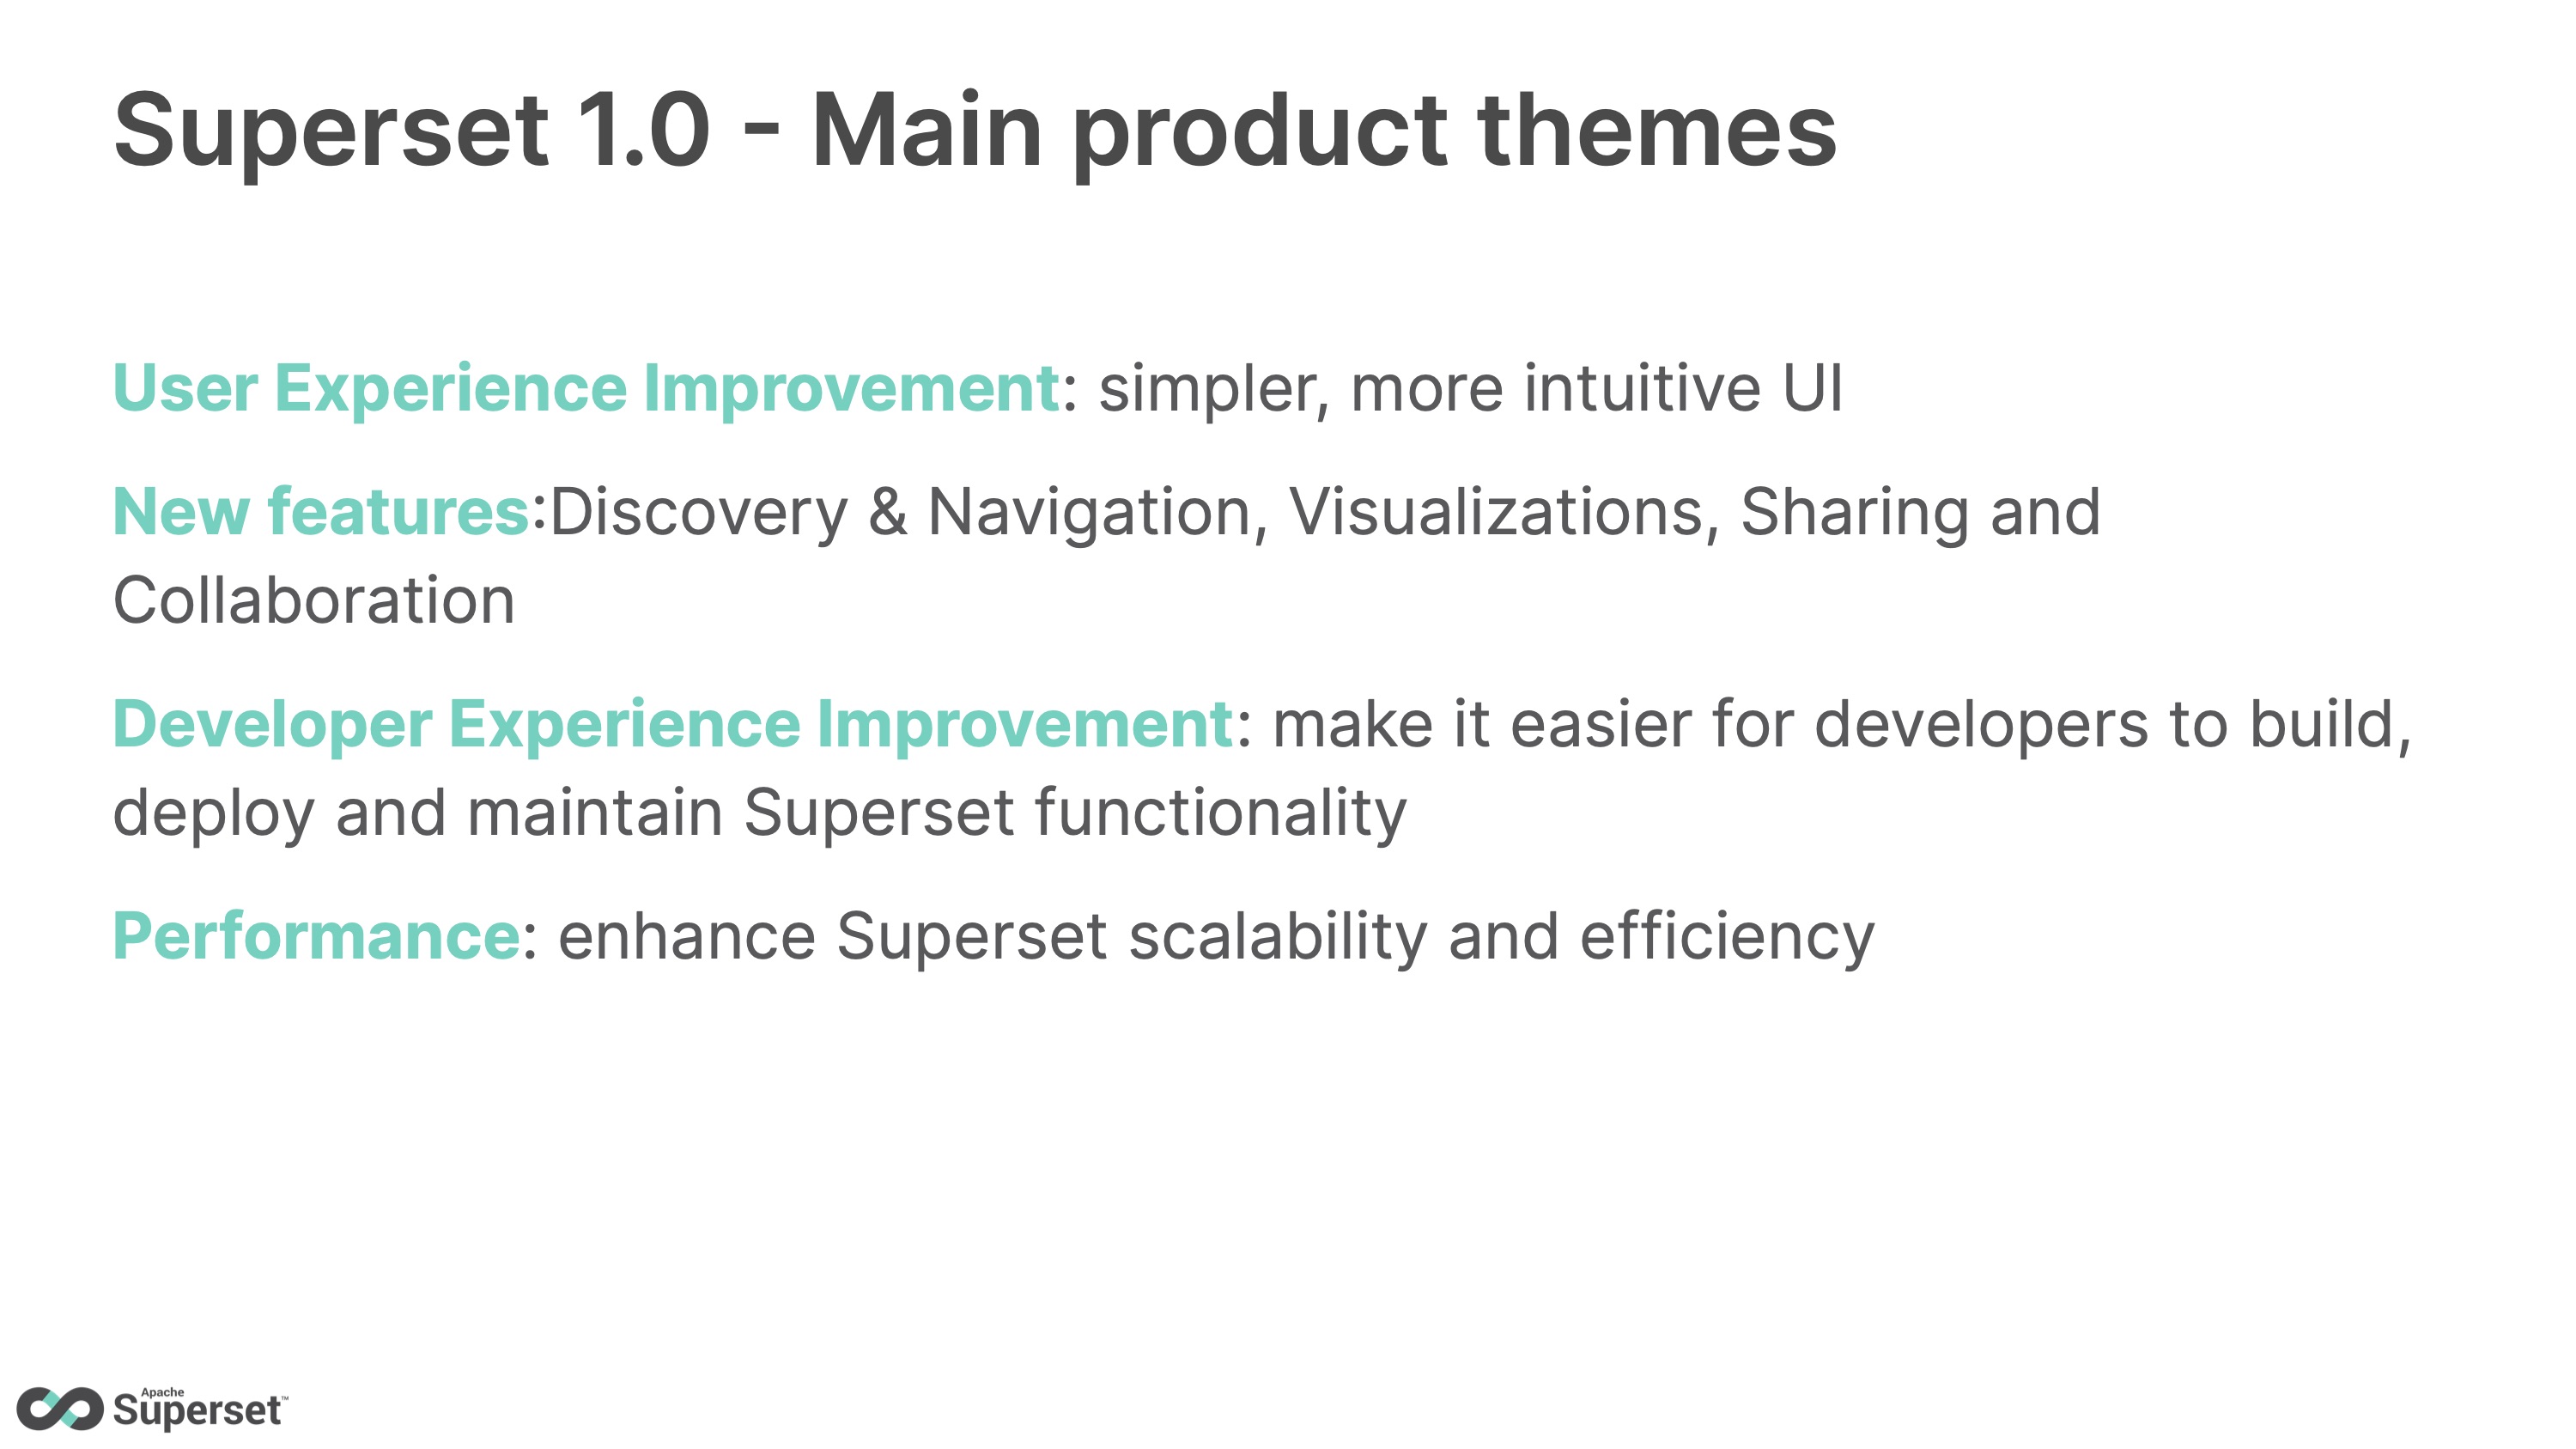 Superset 1.0 - Main product themes
User Experience Improvement: simpler, more intuitive UI
New features:Discovery & Navigation, Visualizations, Sharing and
Collaboration
Developer Experience Improvement: make it easier for developers to build,
deploy and maintain Superset functionality
Performance: enhance Superset scalability and efficiency
Apache
Superset™